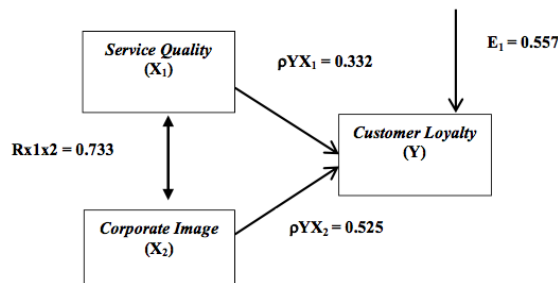 Service Quality
(X₁)
ρYX₁ = 0.332
E₁ = 0.557
Rx1x2 = 0.733
Customer Loyalty
(Y)
Corporate Image
(X₂)
ρYX₂ = 0.525